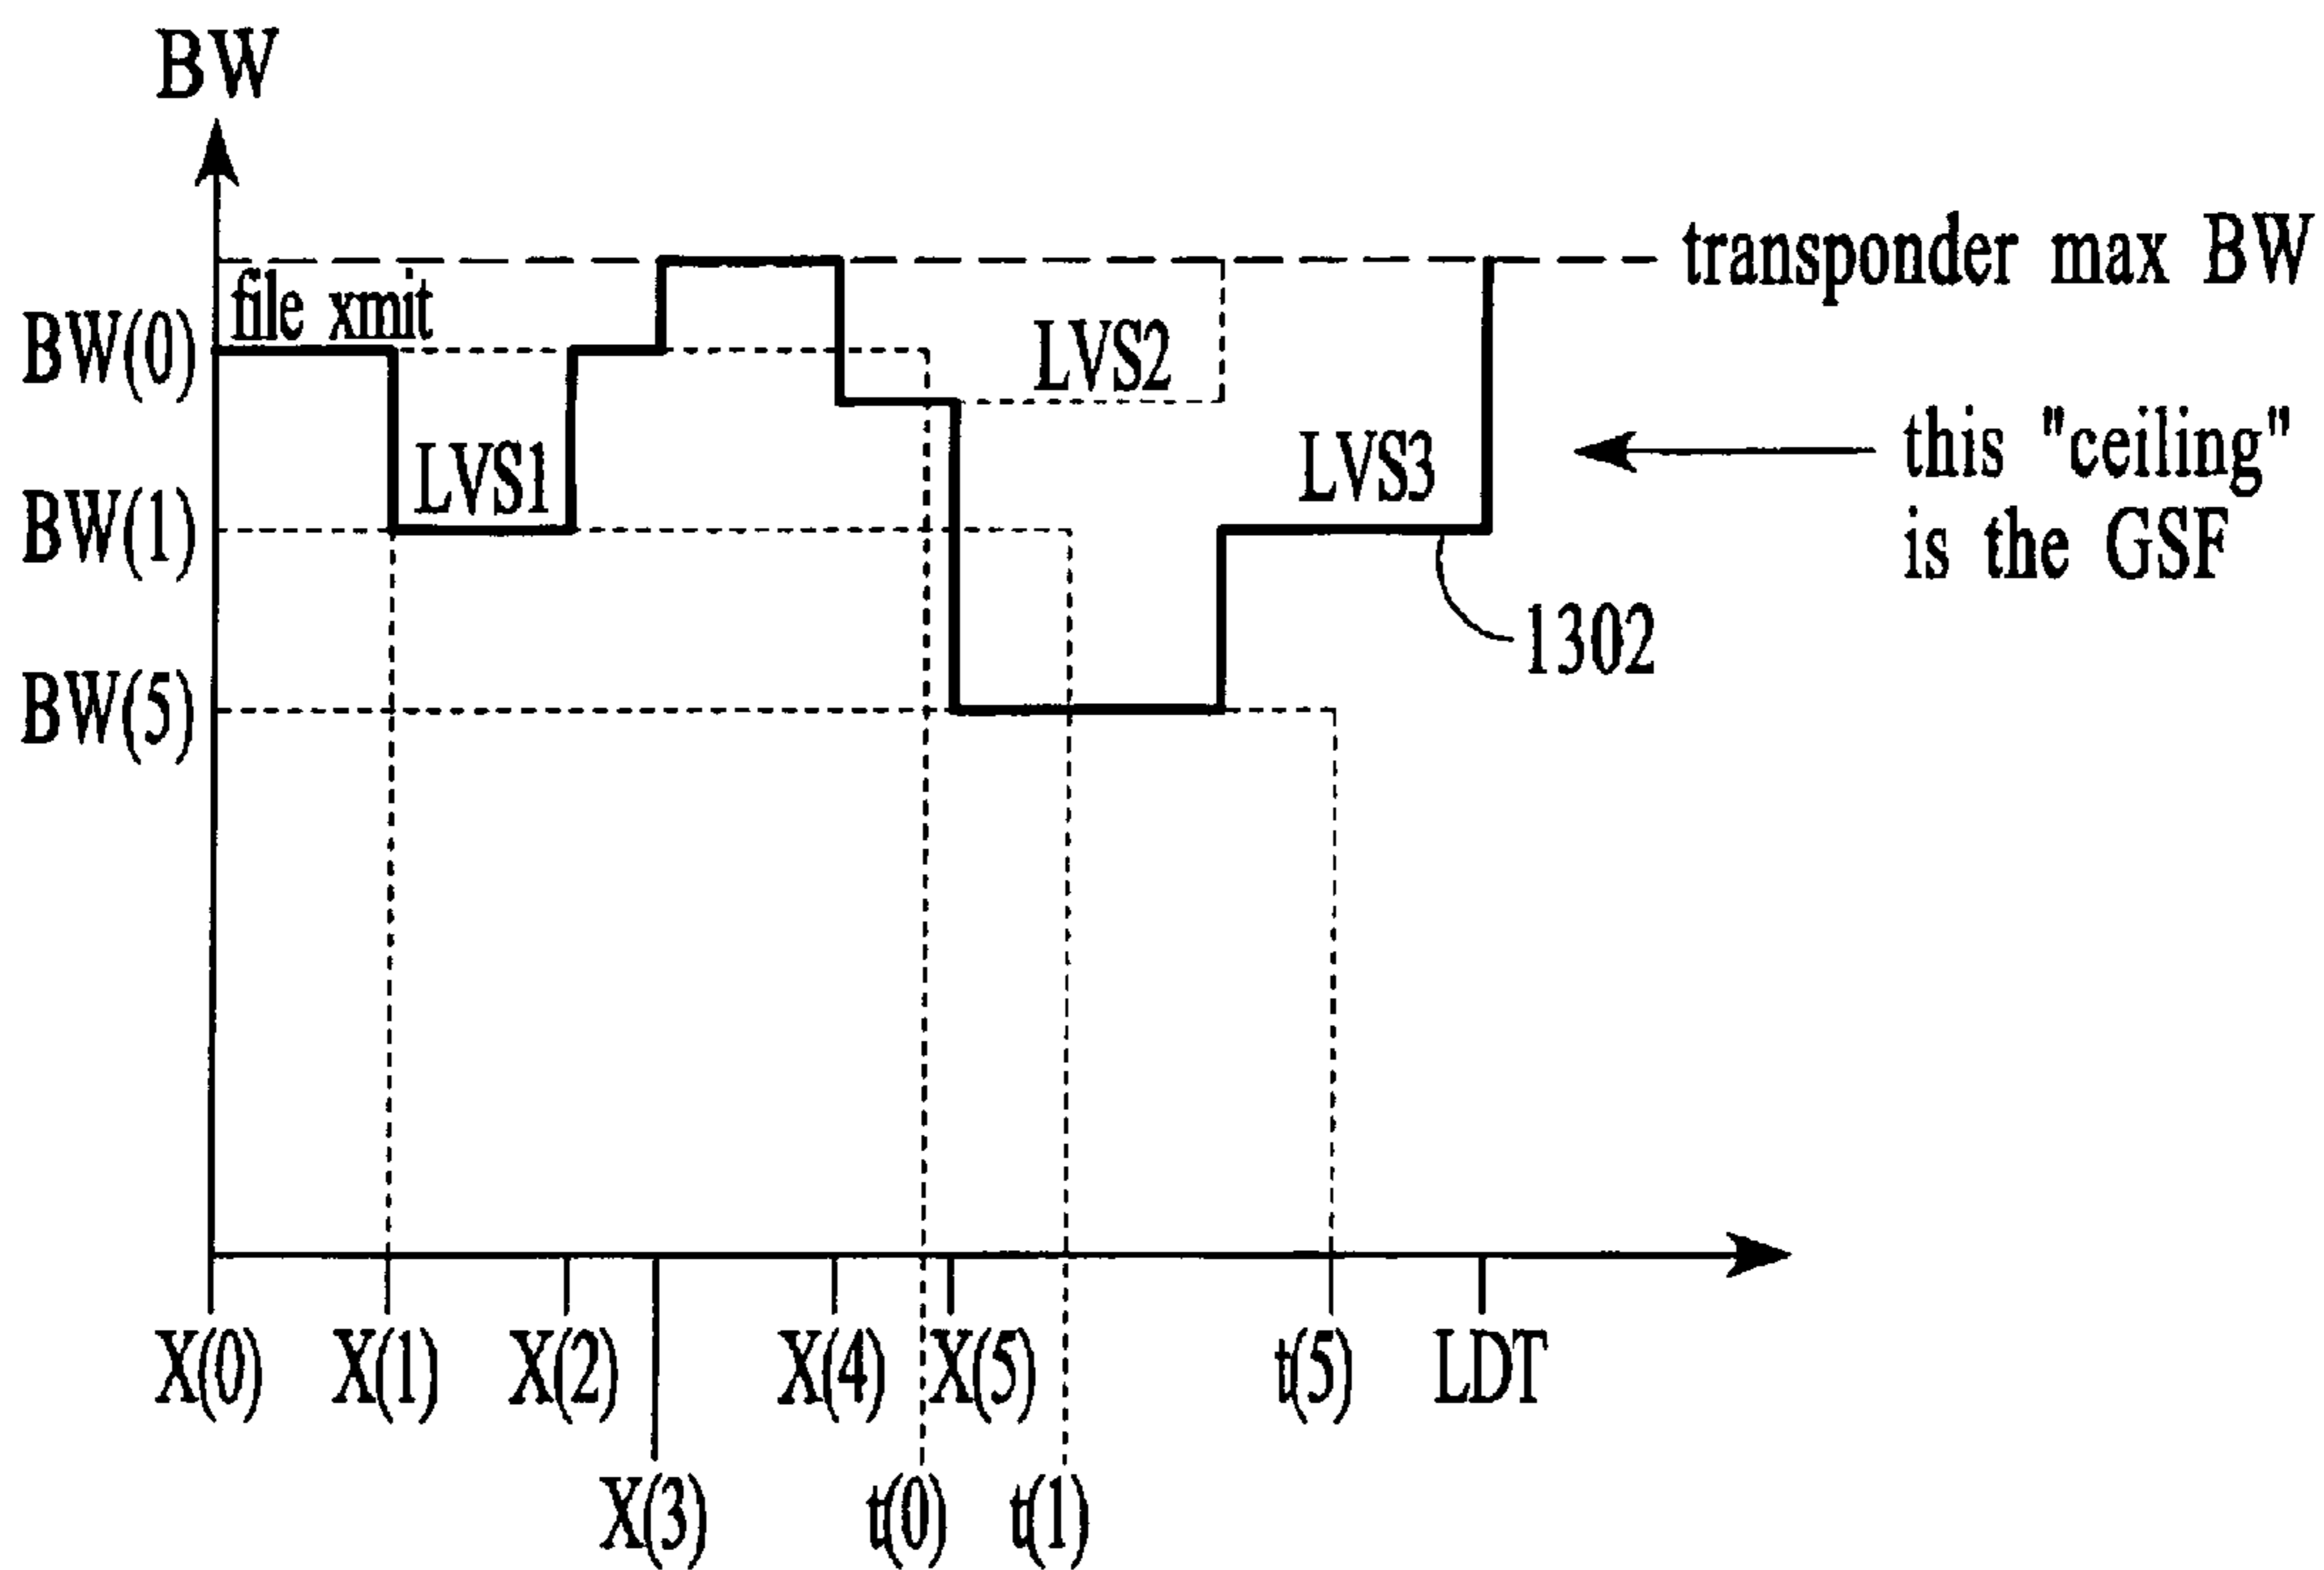 BW
transponder max BW
file xmit
BW(0)
LVS2
this "ceiling"
is the GSF
LVS3
LVS1
BW(1)
1302
BW(5)
X(0)
X(1)
X(2)
X(4)
X(5)
t(5)
LDT
X(3)
t(0)
t(1)